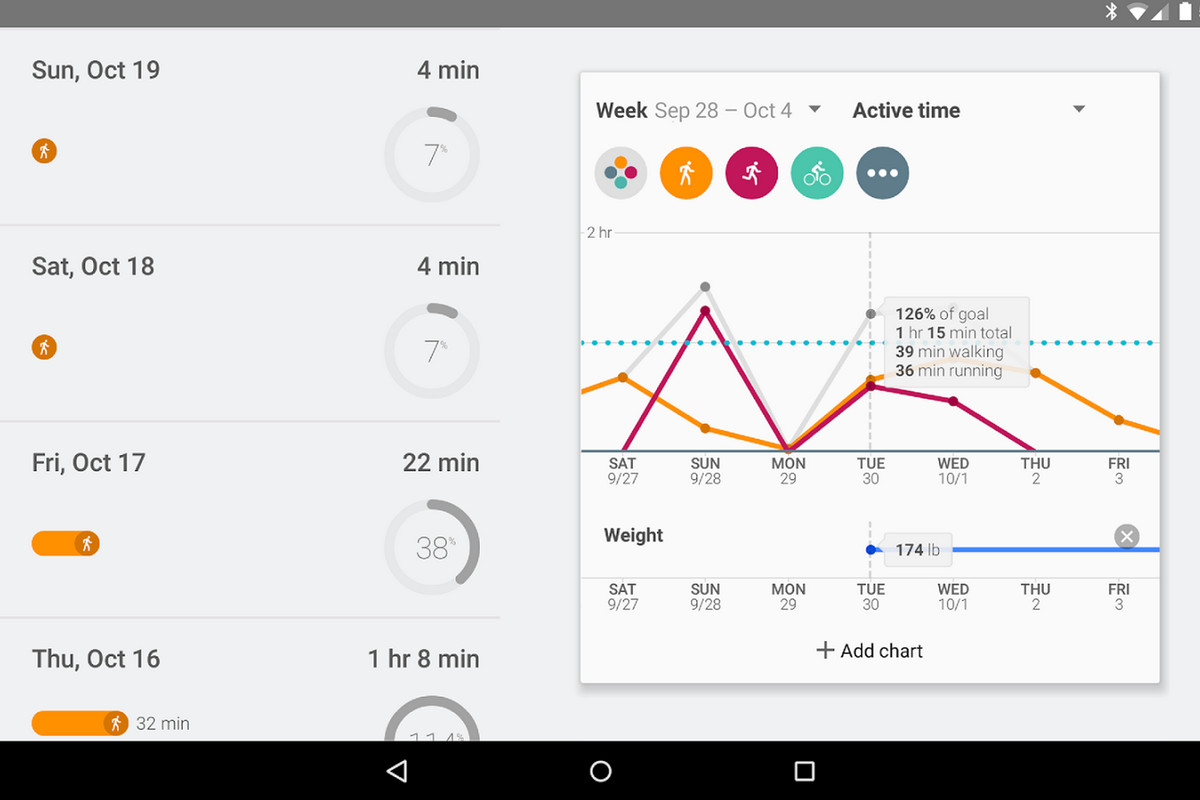 Sun, Oct 19
4 min
7%
Sat, Oct 18
4 min
7%
Fri, Oct 17
22 min
38%
Thu, Oct 16
1 hr 8 min
32 min
114%
Week Sep 28 – Oct 4
Active time
2 hr
126% of goal
1 hr 15 min total
39 min walking
36 min running
SAT SUN MON TUE WED THU FRI
9/27 9/28 29 30 10/1 2 3
Weight
174 lb
SAT SUN MON TUE WED THU FRI
9/27 9/28 29 30 10/1 2 3
Add chart